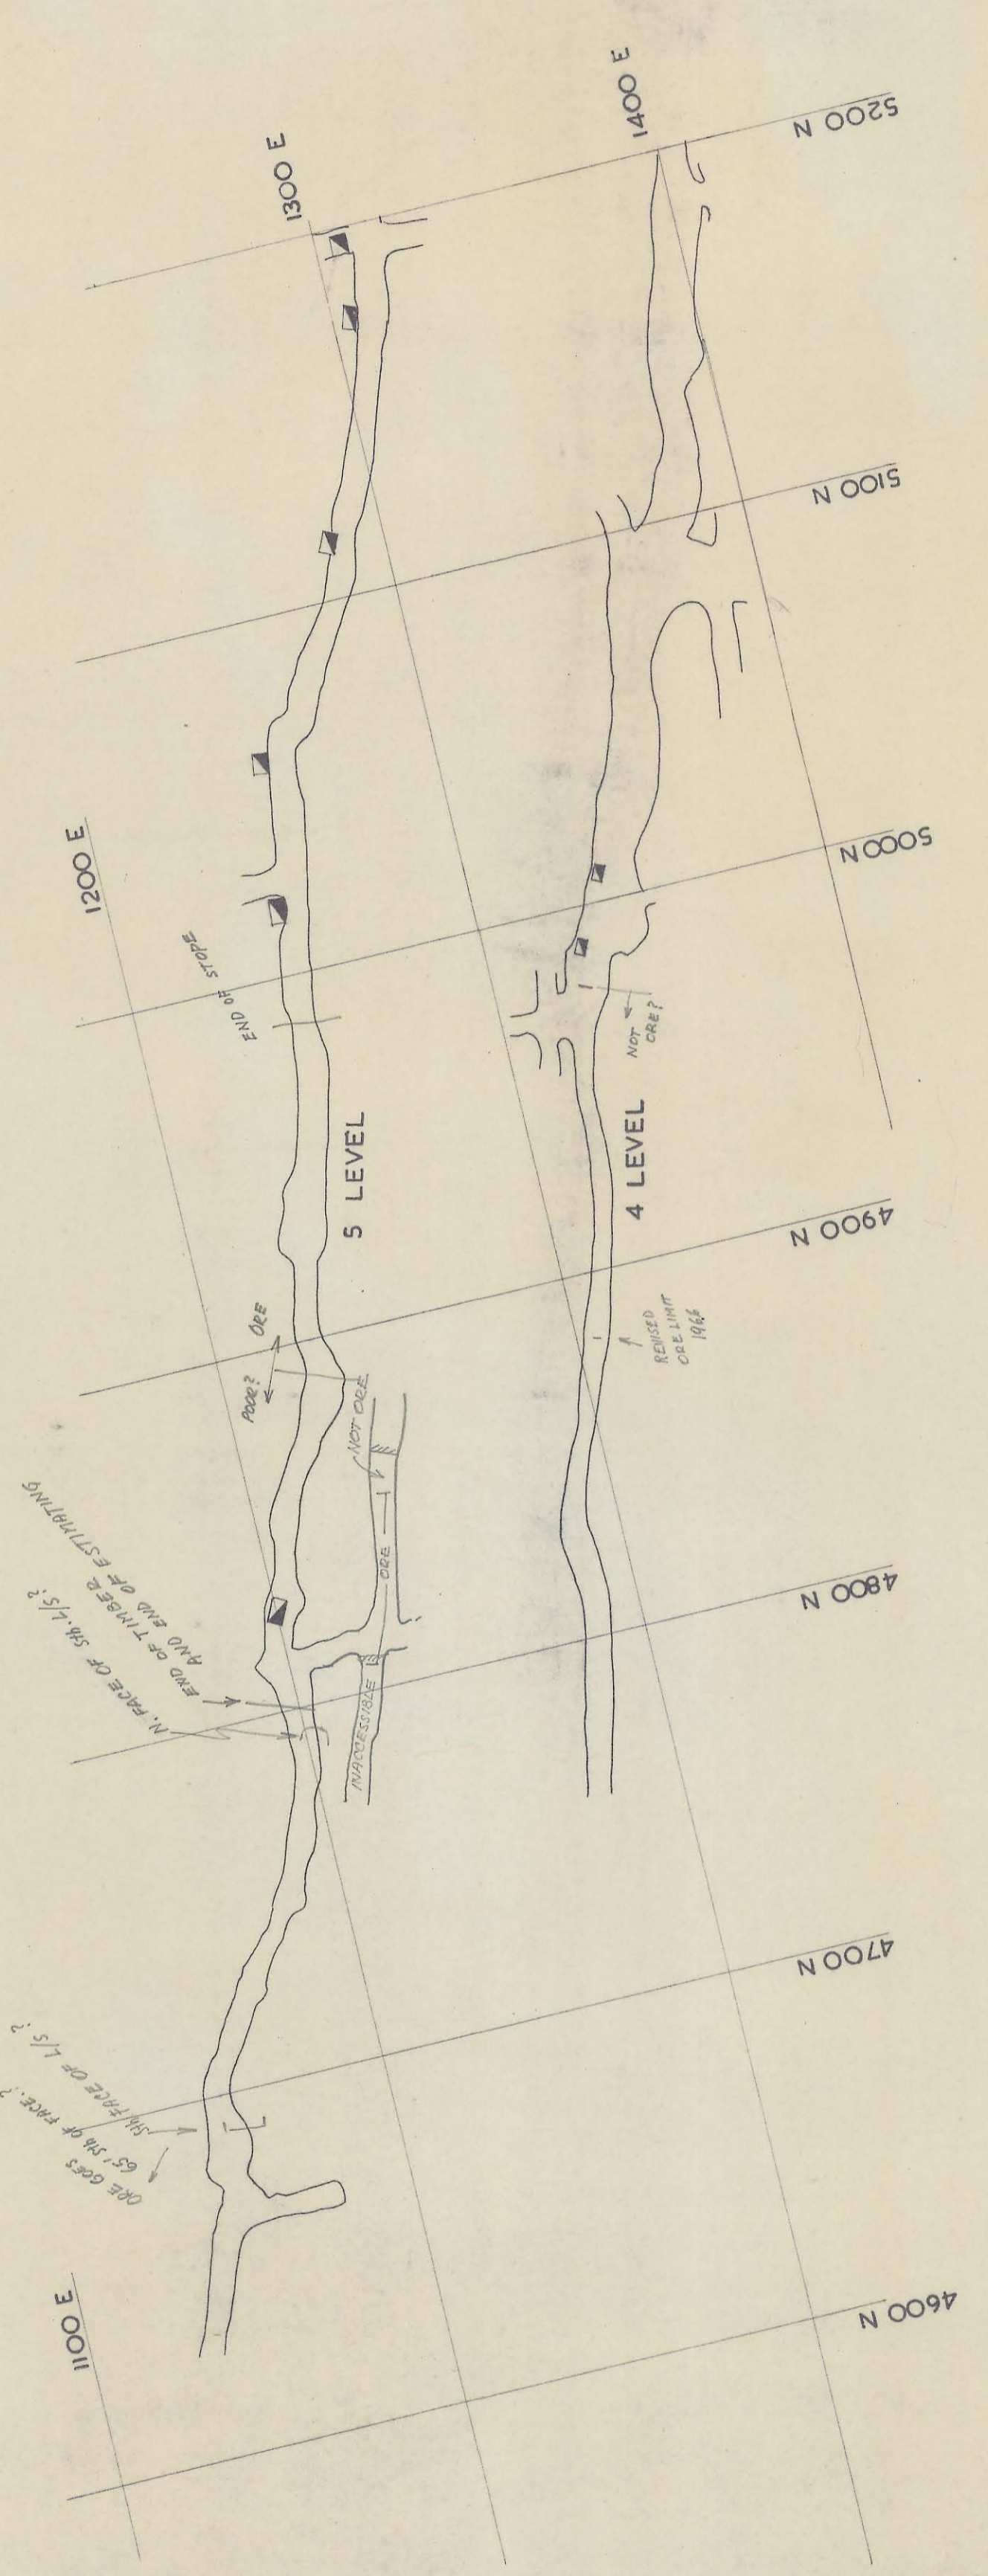 1400 E
5200 N
1300 E
5100 N
5000 N
1200 E
END OF STOPE
NOT
ORE?
5 LEVEL
4 LEVEL
4900 N
ORE
POOR?
REVISED
ORE LIMIT
1966
NOT ORE
ORE
INACCESSIBLE
END OF TIMBER
AND END OF ESTIMATING
N. FACE OF Sth. L/S?
4800 N
4700 N
Sth FACE OF L/S?
ORE GOES
65' Sth OF FACE.?
1100 E
4600 N